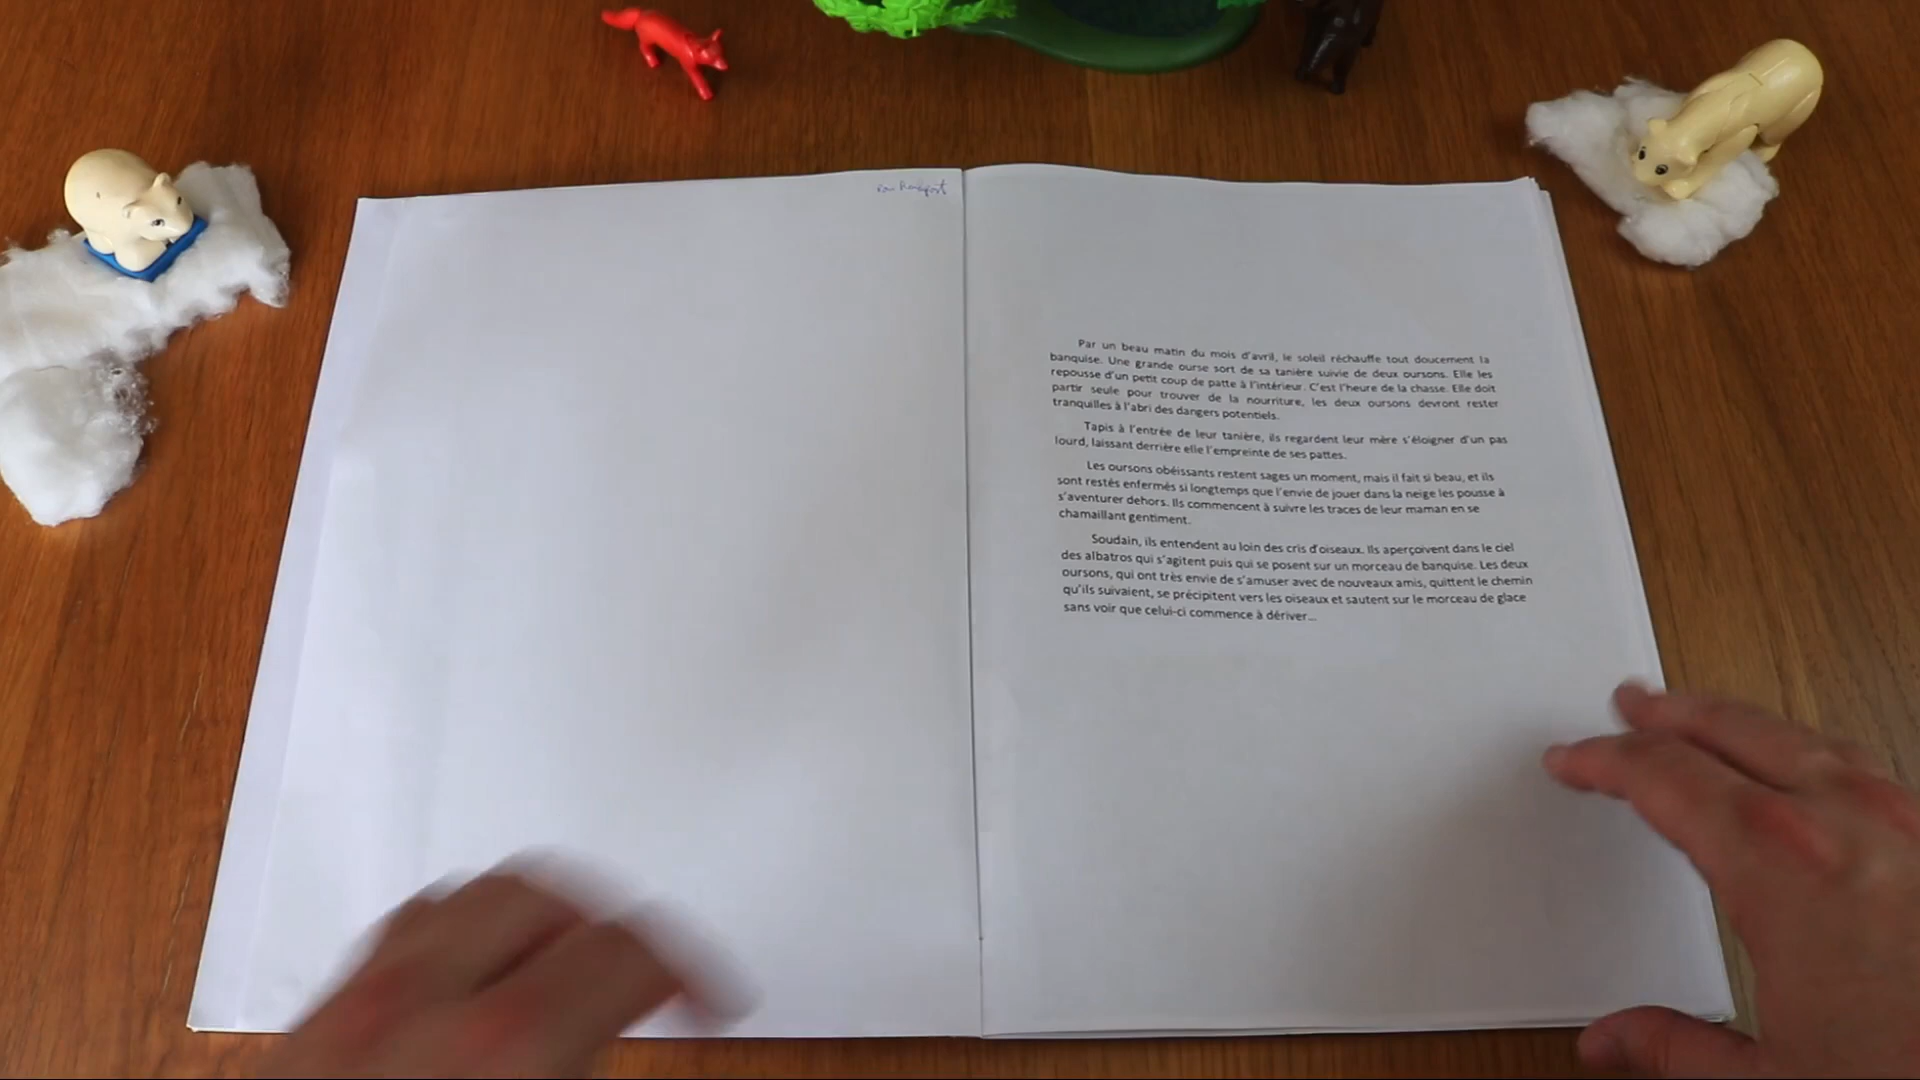 Par un beau matin du mois d'avril, le soleil réchauffe tout doucement la
banquise. Une grande ourse sort de sa tanière suivie de deux oursons. Elle les
repousse d'un petit coup de patte à l'intérieur. C'est l'heure de la chasse. Elle doit
partir seule pour trouver de la nourriture, les deux oursons devront rester
tranquilles à l'abri des dangers potentiels.
Tapis à l'entrée de leur tanière, ils regardent leur mère s'éloigner d'un pas
lourd, laissant derrière elle l'empreinte de ses pattes.
Les oursons obéissants restent sages un moment, mais il fait si beau, et ils
sont restés enfermés si longtemps que l'envie de jouer dans la neige les pousse à
s'aventurer dehors. Ils commencent à suivre les traces de leur maman en se
chamaillant gentiment.
Soudain, ils entendent au loin des cris d'oiseaux. Ils aperçoivent dans le ciel
des albatros qui s'agitent puis qui se posent sur un morceau de banquise. Les deux
oursons, qui ont très envie de s'amuser avec de nouveaux amis, quittent le chemin
qu'ils suivaient, se précipitent vers les oiseaux et sautent sur le morceau de glace
sans voir que celui-ci commence à dériver...